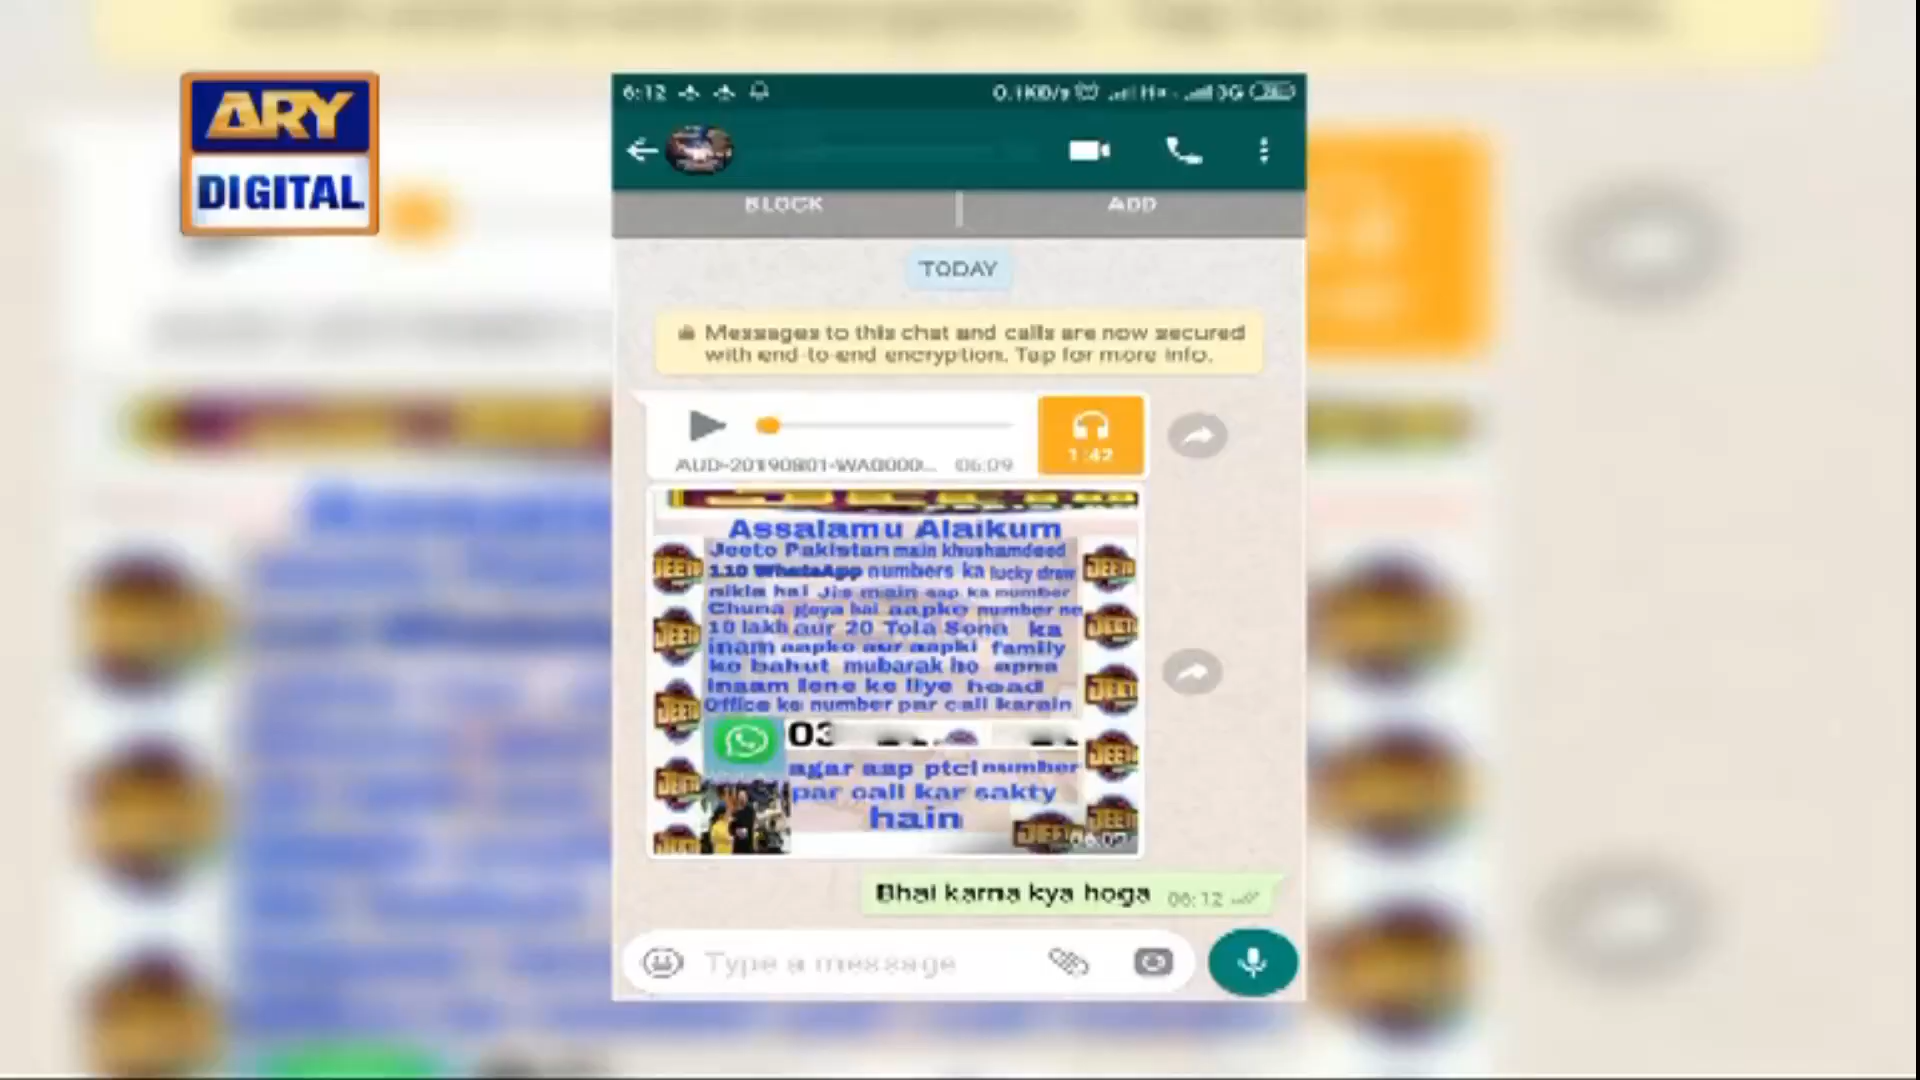 ARY
DIGITAL
6:12
0.1KB/s
H+
3G
BLOCK
ADD
TODAY
Messages to this chat and calls are now secured
with end-to-end encryption. Tap for more info.
AUD-20190801-WA0000... 06:09
1:42
Assalamu Alaikum
Jeeto Pakistan main khushamdeed
110 WhatsApp numbers ka lucky draw
nikla hai Jis main aap ka number
Chuna gaya hai aapke number ne
10 lakh aur 20 Tola Sona ka
inam aapko aur aapki family
ko bahut mubarak ho apna
Inaam lene ke liye head
Office ke number par call karain
03
agar aap ptcl number
par call kar sakty
hain
JEETO
06:09
Bhai karna kya hoga 06:12
Type a message